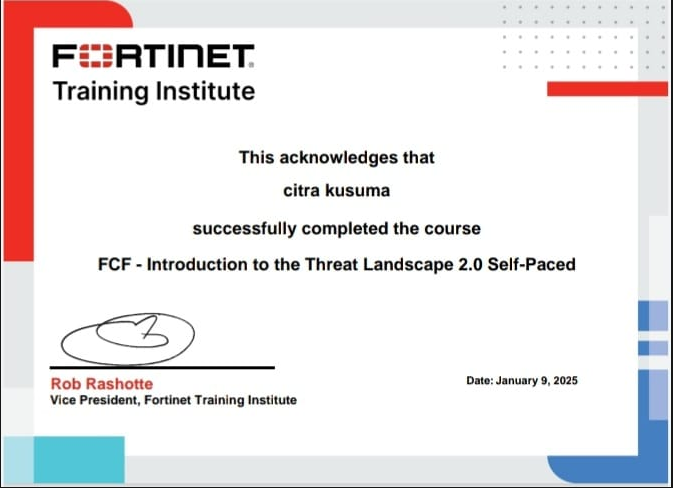 FORTINET®
Training Institute
This acknowledges that
citra kusuma
successfully completed the course
FCF - Introduction to the Threat Landscape 2.0 Self-Paced
Rob Rashotte
Vice President, Fortinet Training Institute
Date: January 9, 2025